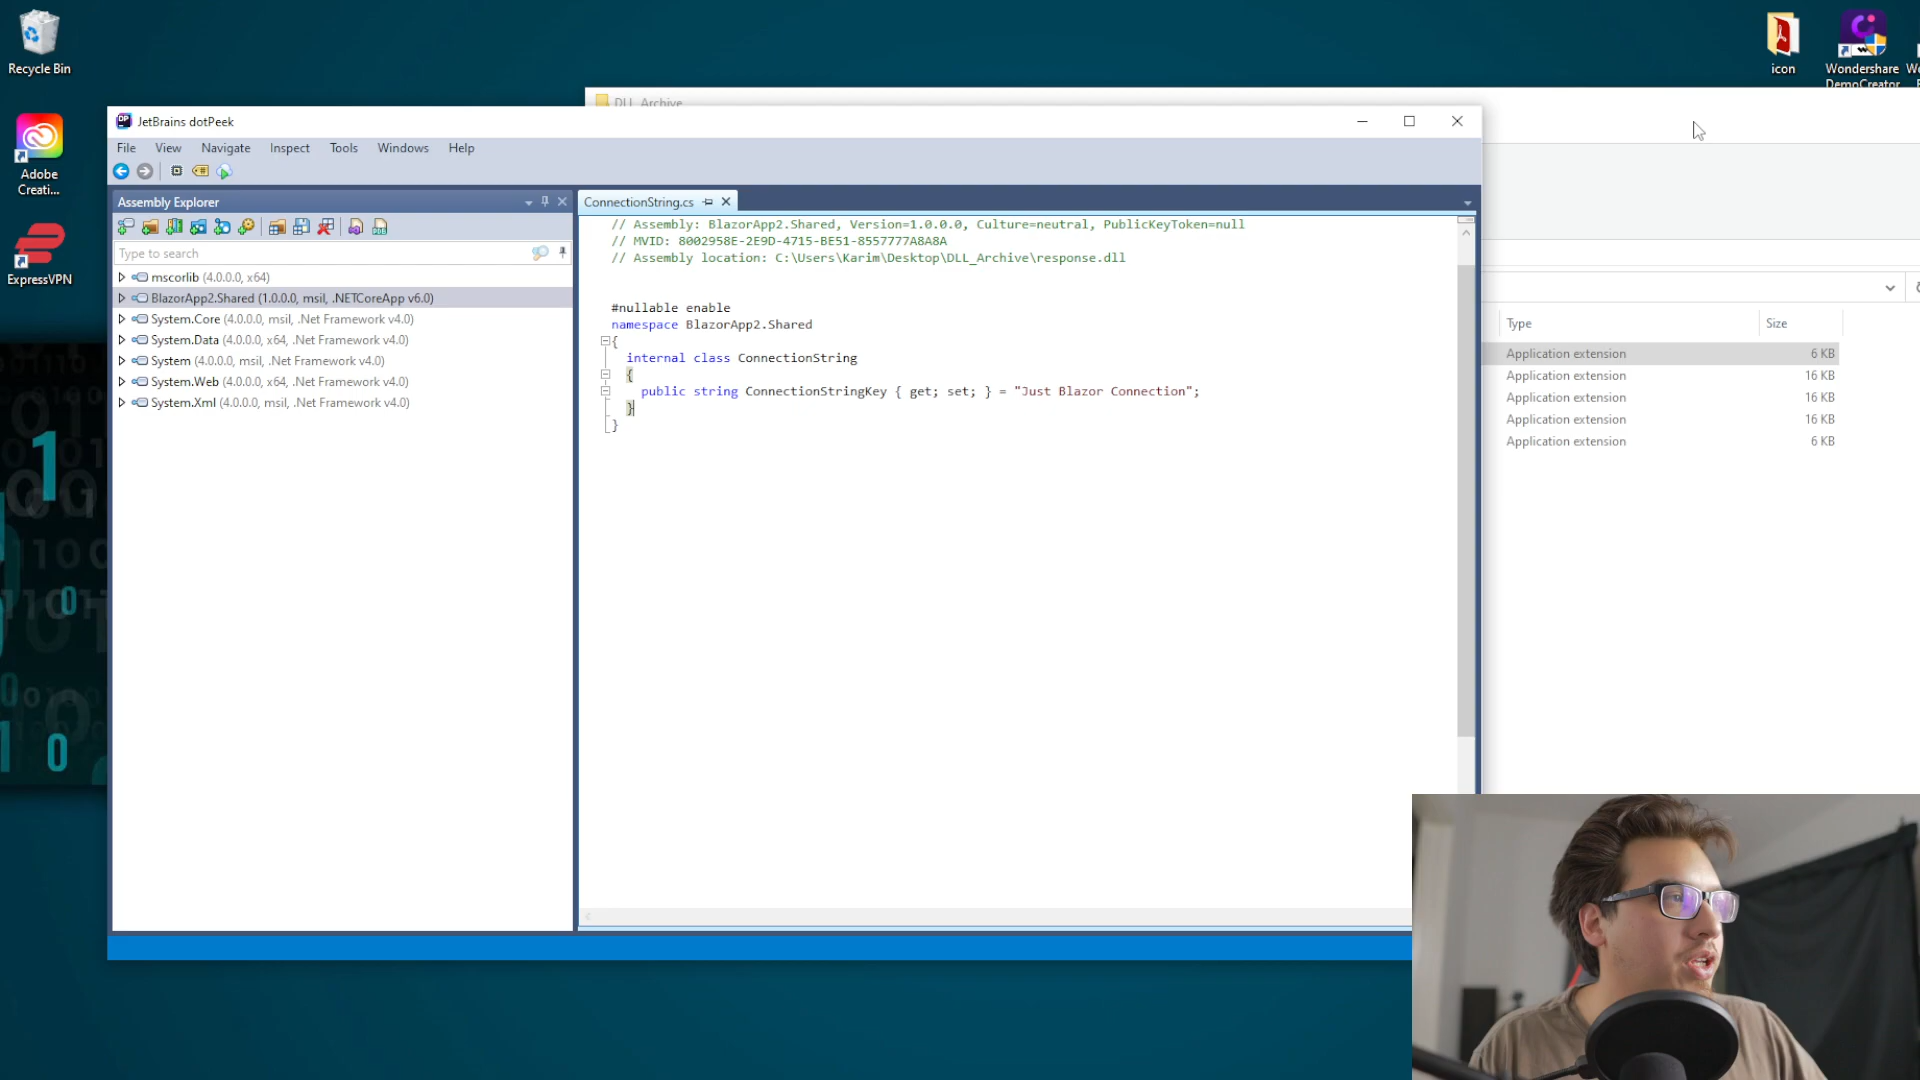 Recycle Bin
Adobe
Creati...
ExpressVPN
icon
Wondershare
DemoCreator
DLL_Archive
JetBrains dotPeek
File View Navigate Inspect Tools Windows Help
Assembly Explorer
Type to search
mscorlib (4.0.0.0, x64)
BlazorApp2.Shared (1.0.0.0, msil, .NETCoreApp v6.0)
System.Core (4.0.0.0, msil, .Net Framework v4.0)
System.Data (4.0.0.0, x64, .Net Framework v4.0)
System (4.0.0.0, msil, .Net Framework v4.0)
System.Web (4.0.0.0, x64, .Net Framework v4.0)
System.Xml (4.0.0.0, msil, .Net Framework v4.0)
ConnectionString.cs
// Assembly: BlazorApp2.Shared, Version=1.0.0.0, Culture=neutral, PublicKeyToken=null
// MVID: 8002958E-2E9D-4715-BE51-8557777A8A8A
// Assembly location: C:\Users\Karim\Desktop\DLL_Archive\response.dll
#nullable enable
namespace BlazorApp2.Shared
{
internal class ConnectionString
{
public string ConnectionStringKey { get; set; } = "Just Blazor Connection";
}
}
Type Size
Application extension 6 KB
Application extension 16 KB
Application extension 16 KB
Application extension 16 KB
Application extension 6 KB